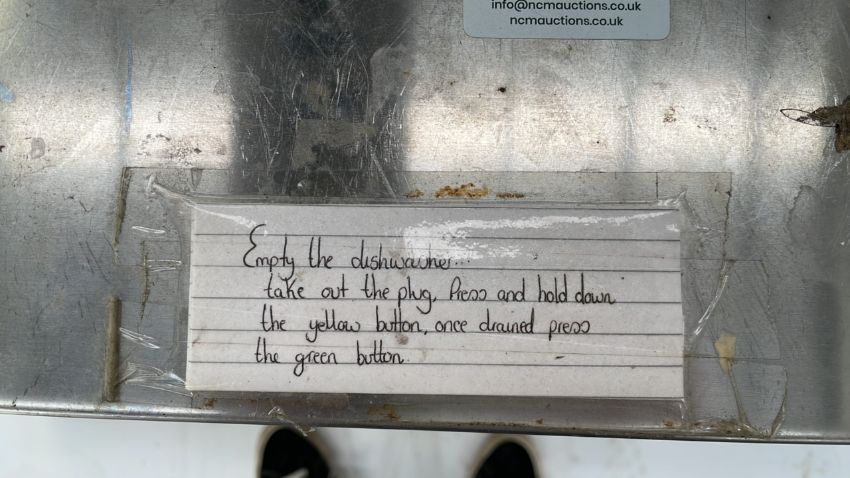 info@ncmauctions.co.uk
ncmauctions.co.uk
Empty the dishwasher...
take out the plug, Press and hold down
the yellow button, once drained press
the green button.